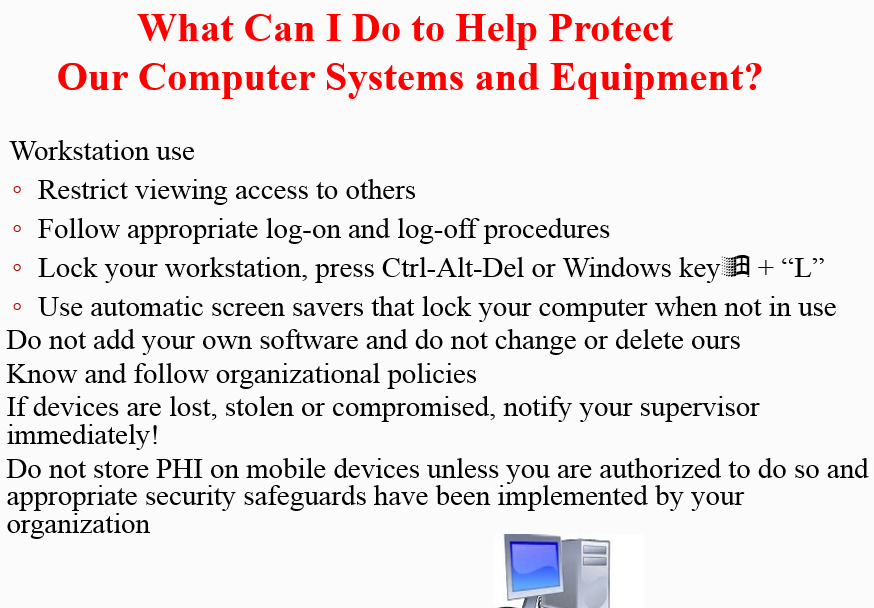 What Can I Do to Help Protect
Our Computer Systems and Equipment?
Workstation use
◦ Restrict viewing access to others
◦ Follow appropriate log-on and log-off procedures
◦ Lock your workstation, press Ctrl-Alt-Del or Windows key + “L”
◦ Use automatic screen savers that lock your computer when not in use
Do not add your own software and do not change or delete ours
Know and follow organizational policies
If devices are lost, stolen or compromised, notify your supervisor
immediately!
Do not store PHI on mobile devices unless you are authorized to do so and
appropriate security safeguards have been implemented by your
organization